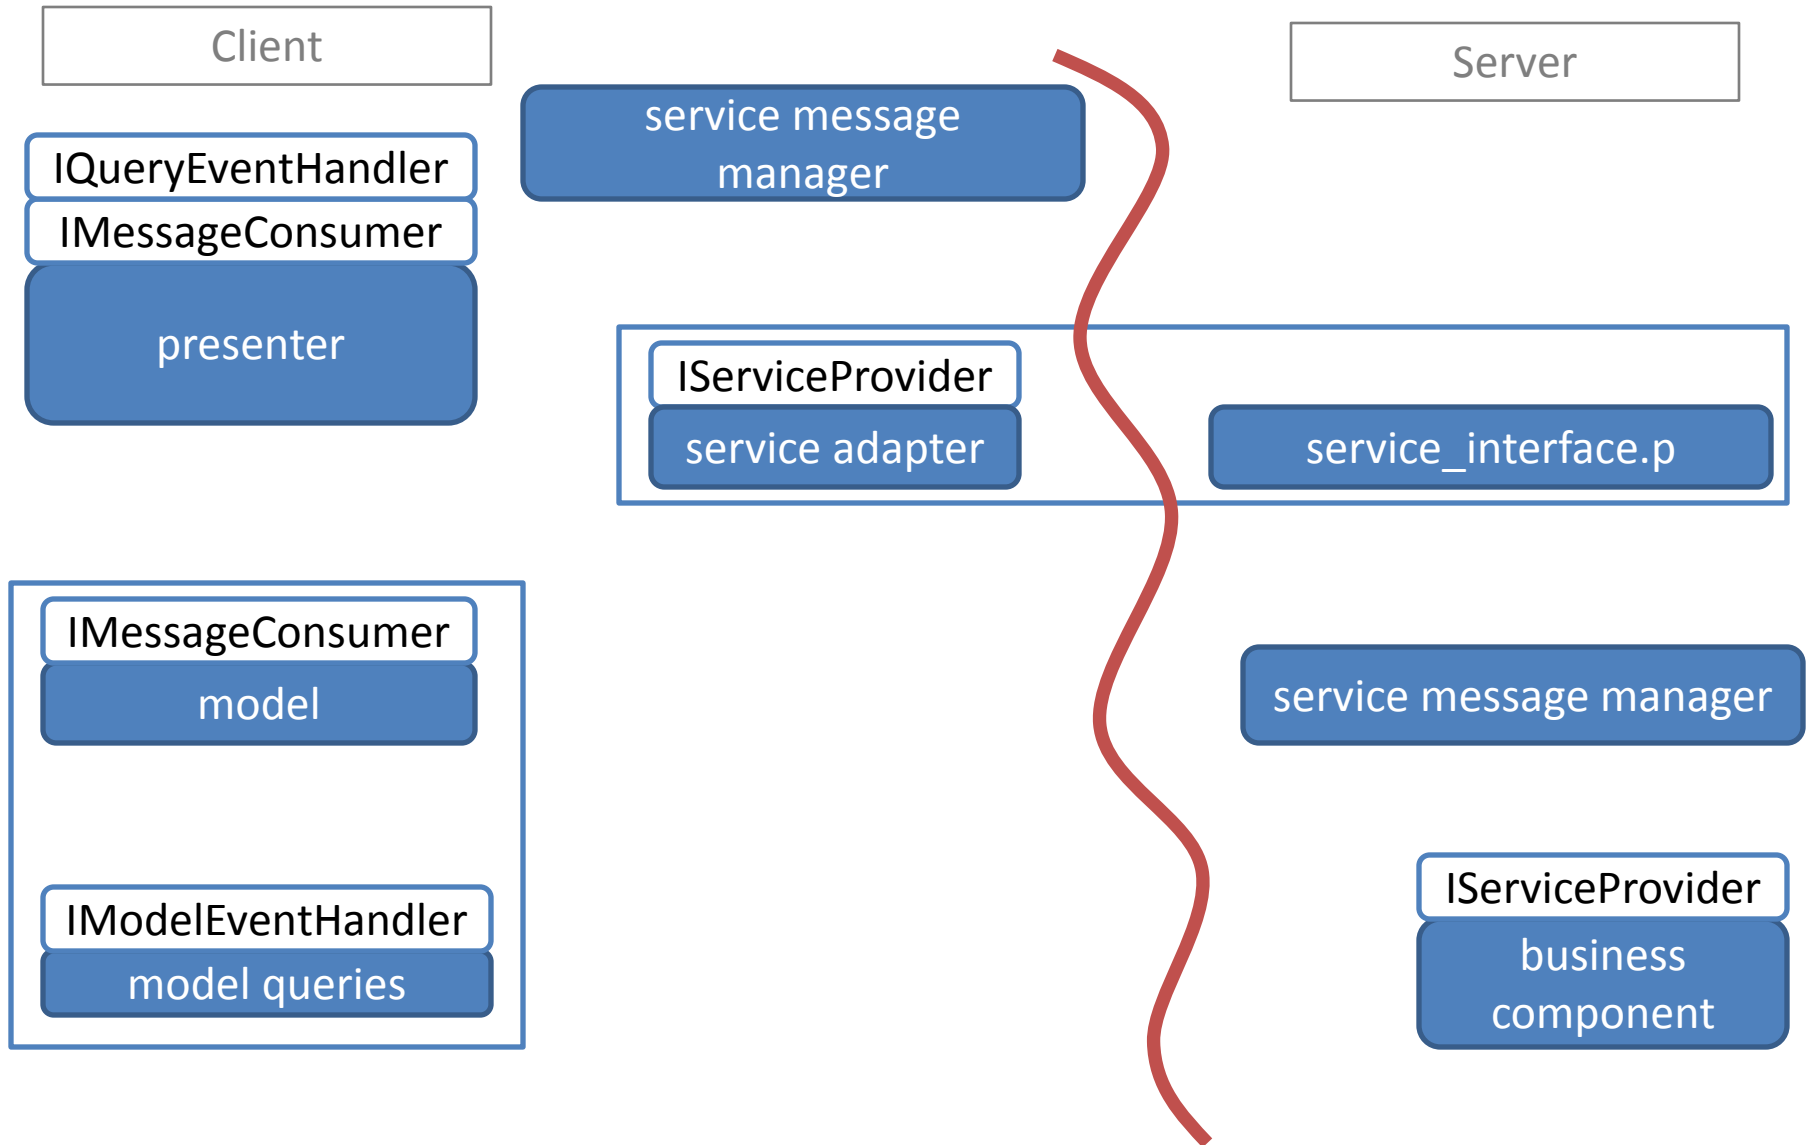 Client
Server
service message
manager
IQueryEventHandler
IMessageConsumer
presenter
IServiceProvider
service adapter
service_interface.p
IMessageConsumer
model
service message manager
IModelEventHandler
model queries
IServiceProvider
business
component